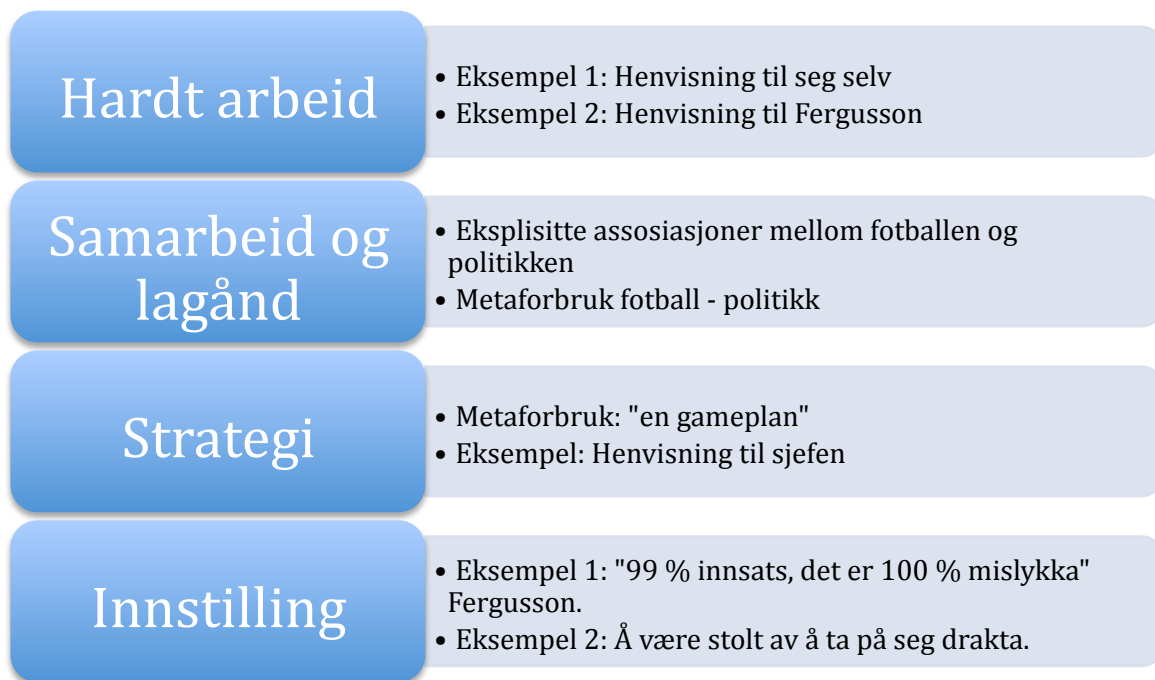 Hardt arbeid
• Eksempel 1: Henvisning til seg selv
• Eksempel 2: Henvisning til Fergusson
Samarbeid og
lagånd
• Eksplisitte assosiasjoner mellom fotballen og
politikken
• Metaforbruk fotball - politikk
Strategi
• Metaforbruk: "en gameplan"
• Eksempel: Henvisning til sjefen
Innstilling
• Eksempel 1: "99 % innsats, det er 100 % mislykka"
Fergusson.
• Eksempel 2: Å være stolt av å ta på seg drakta.